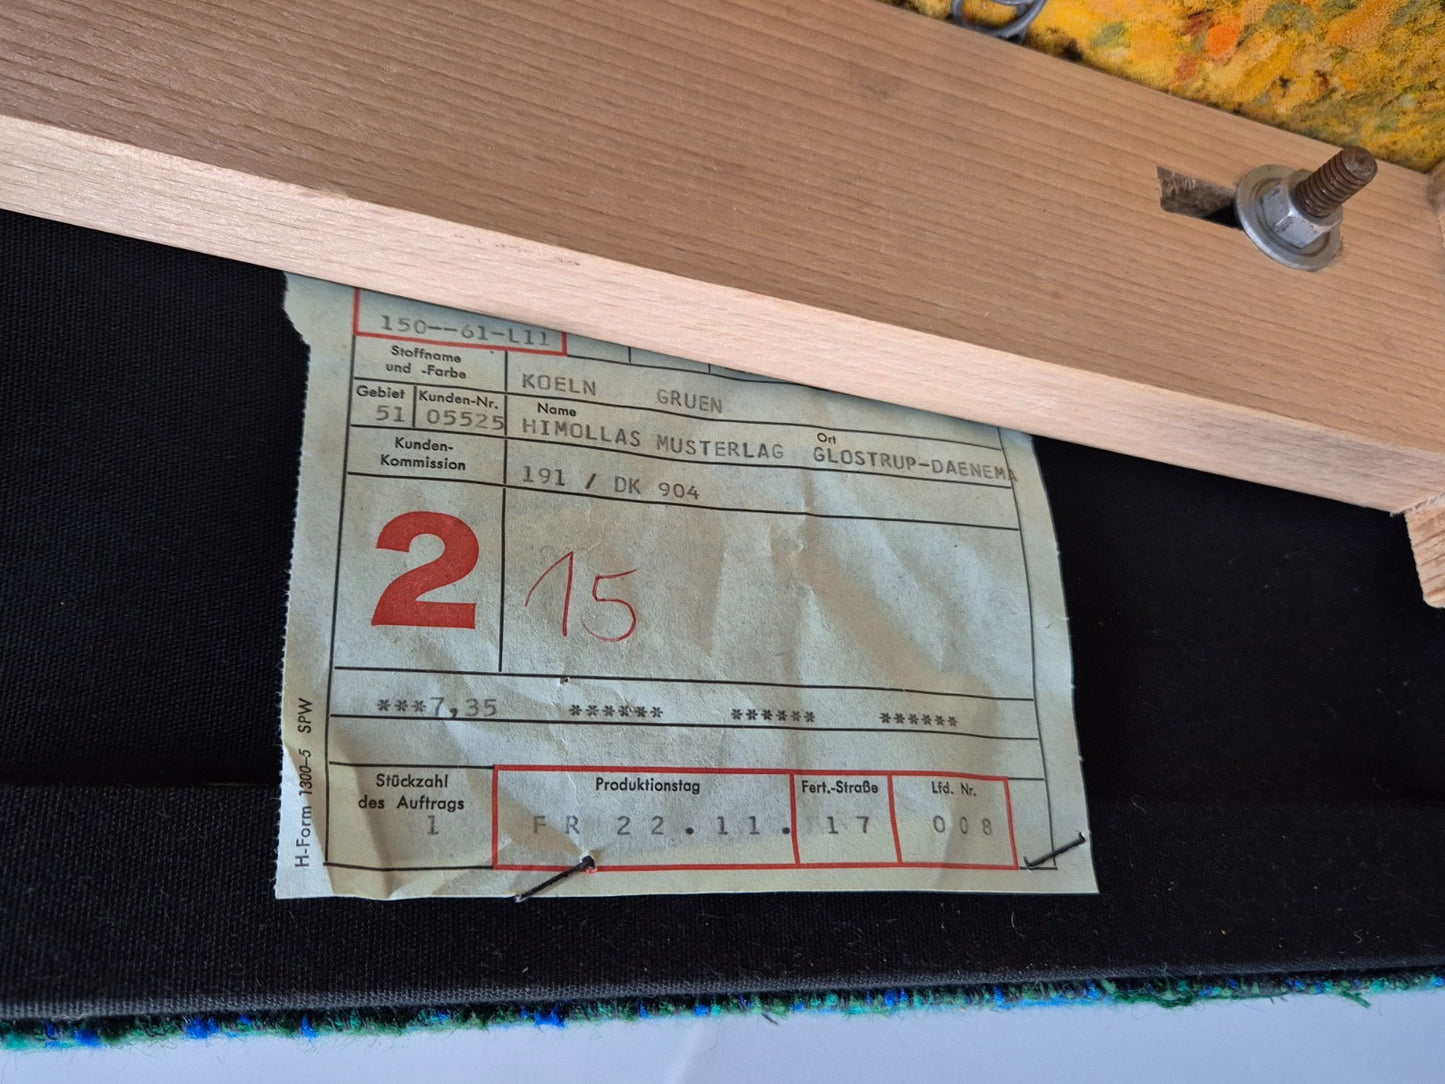 150--61-L11
Stoffname
und -Farbe
KOELN GRUEN
Gebiet Kunden-Nr. Name Ort
51 05525 HIMOLLAS MUSTERLAG GLOSTRUP-DAENEMA
Kunden-
Kommission
191 / DK 904
2 15
***7,35 ****** ****** ******
Stückzahl
des Auftrags
1
Produktionstag
FR 22.11.
Fert.-Straße
17
Lfd. Nr.
008
H-Form 1300-5 SPW